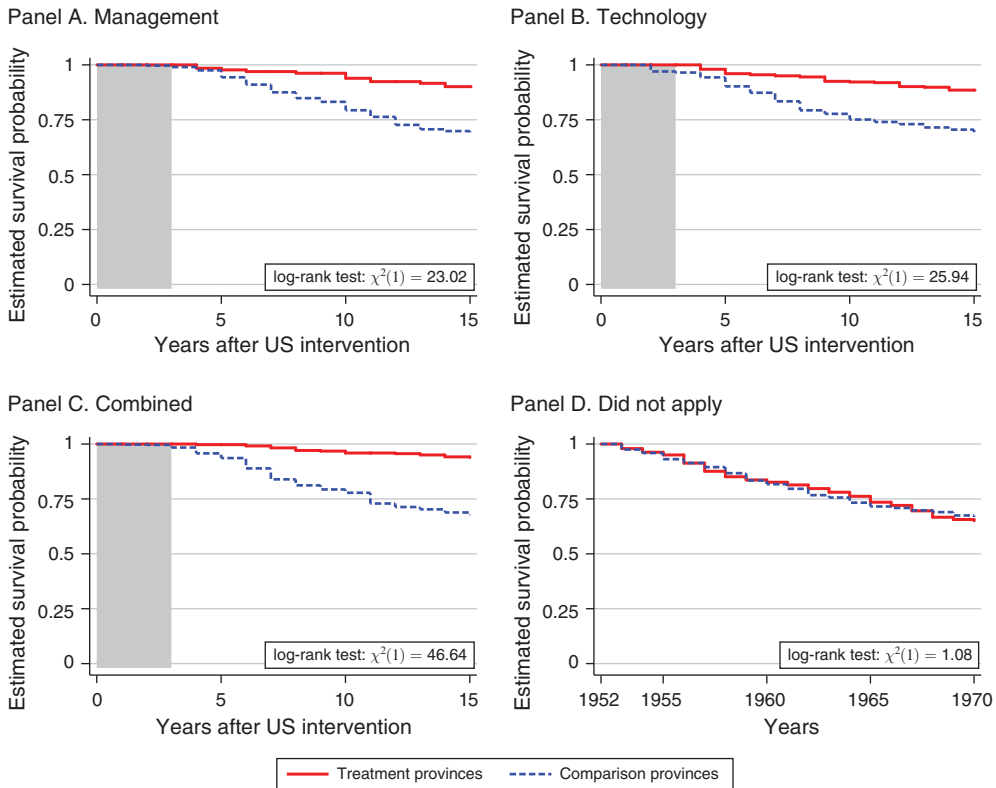 Panel A. Management
Estimated survival probability
1
0.75
0.5
0.25
0
log-rank test: χ²(1) = 23.02
0 5 10 15
Years after US intervention
Panel B. Technology
Estimated survival probability
1
0.75
0.5
0.25
0
log-rank test: χ²(1) = 25.94
0 5 10 15
Years after US intervention
Panel C. Combined
Estimated survival probability
1
0.75
0.5
0.25
0
log-rank test: χ²(1) = 46.64
0 5 10 15
Years after US intervention
Panel D. Did not apply
Estimated survival probability
1
0.75
0.5
0.25
0
log-rank test: χ²(1) = 1.08
1952 1955 1960 1965 1970
Years
Treatment provinces Comparison provinces